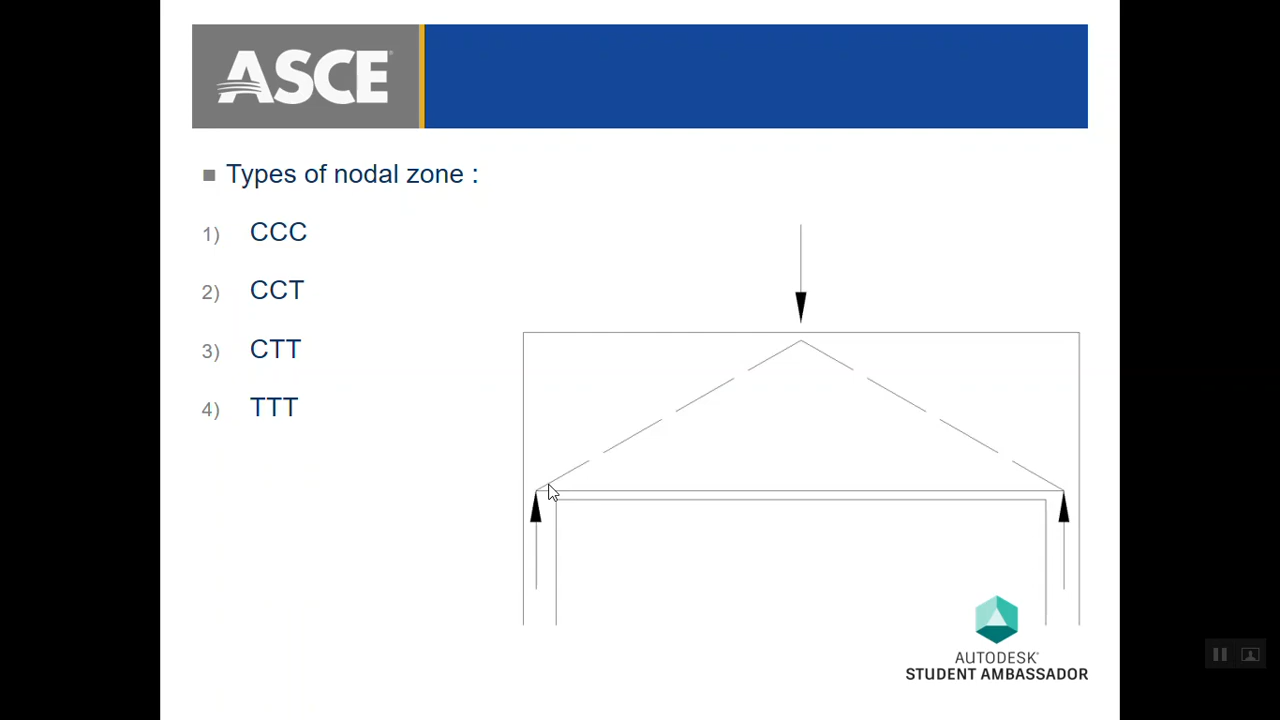 ASCE
Types of nodal zone :
1) CCC
2) CCT
3) CTT
4) TTT
AUTODESK®
STUDENT AMBASSADOR